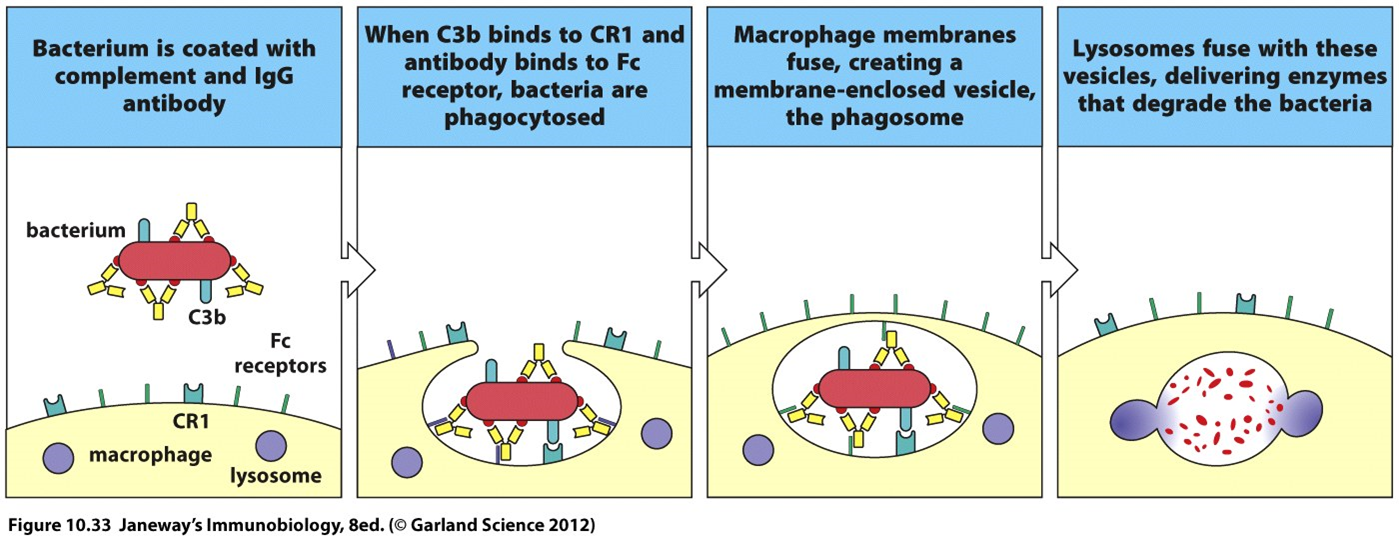 Bacterium is coated with
complement and IgG
antibody
When C3b binds to CR1 and
antibody binds to Fc
receptor, bacteria are
phagocytosed
Macrophage membranes
fuse, creating a
membrane-enclosed vesicle,
the phagosome
Lysosomes fuse with these
vesicles, delivering enzymes
that degrade the bacteria
bacterium
C3b
Fc
receptors
CR1
macrophage
lysosome
Figure 10.33 Janeway's Immunobiology, 8ed. (© Garland Science 2012)